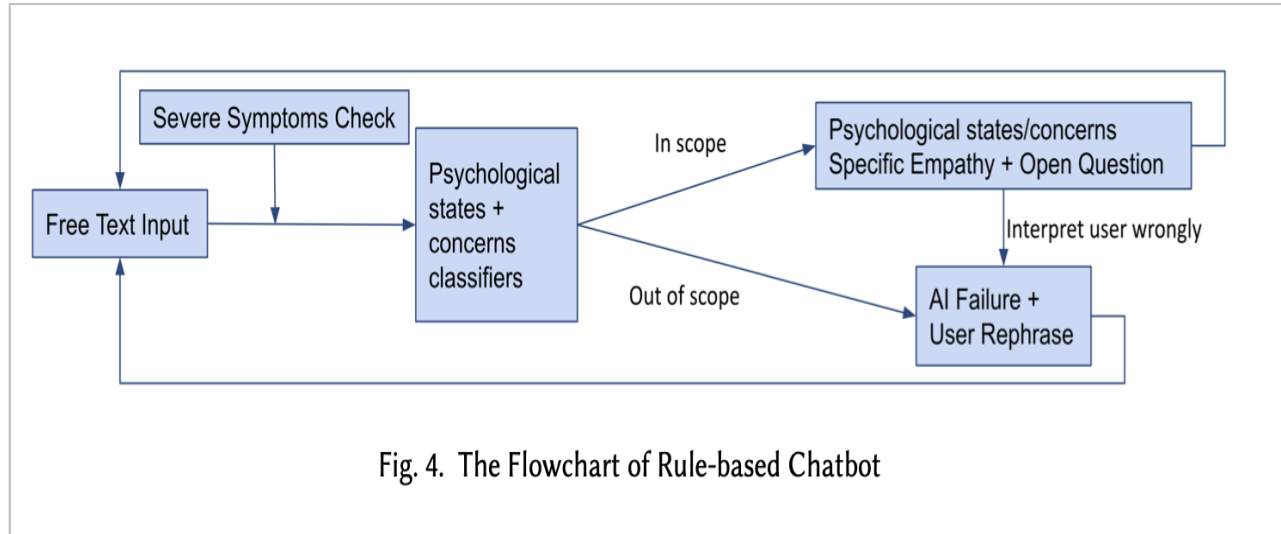 Severe Symptoms Check
Free Text Input
Psychological
states +
concerns
classifiers
In scope
Out of scope
Psychological states/concerns
Specific Empathy + Open Question
Interpret user wrongly
AI Failure +
User Rephrase
Fig. 4. The Flowchart of Rule-based Chatbot